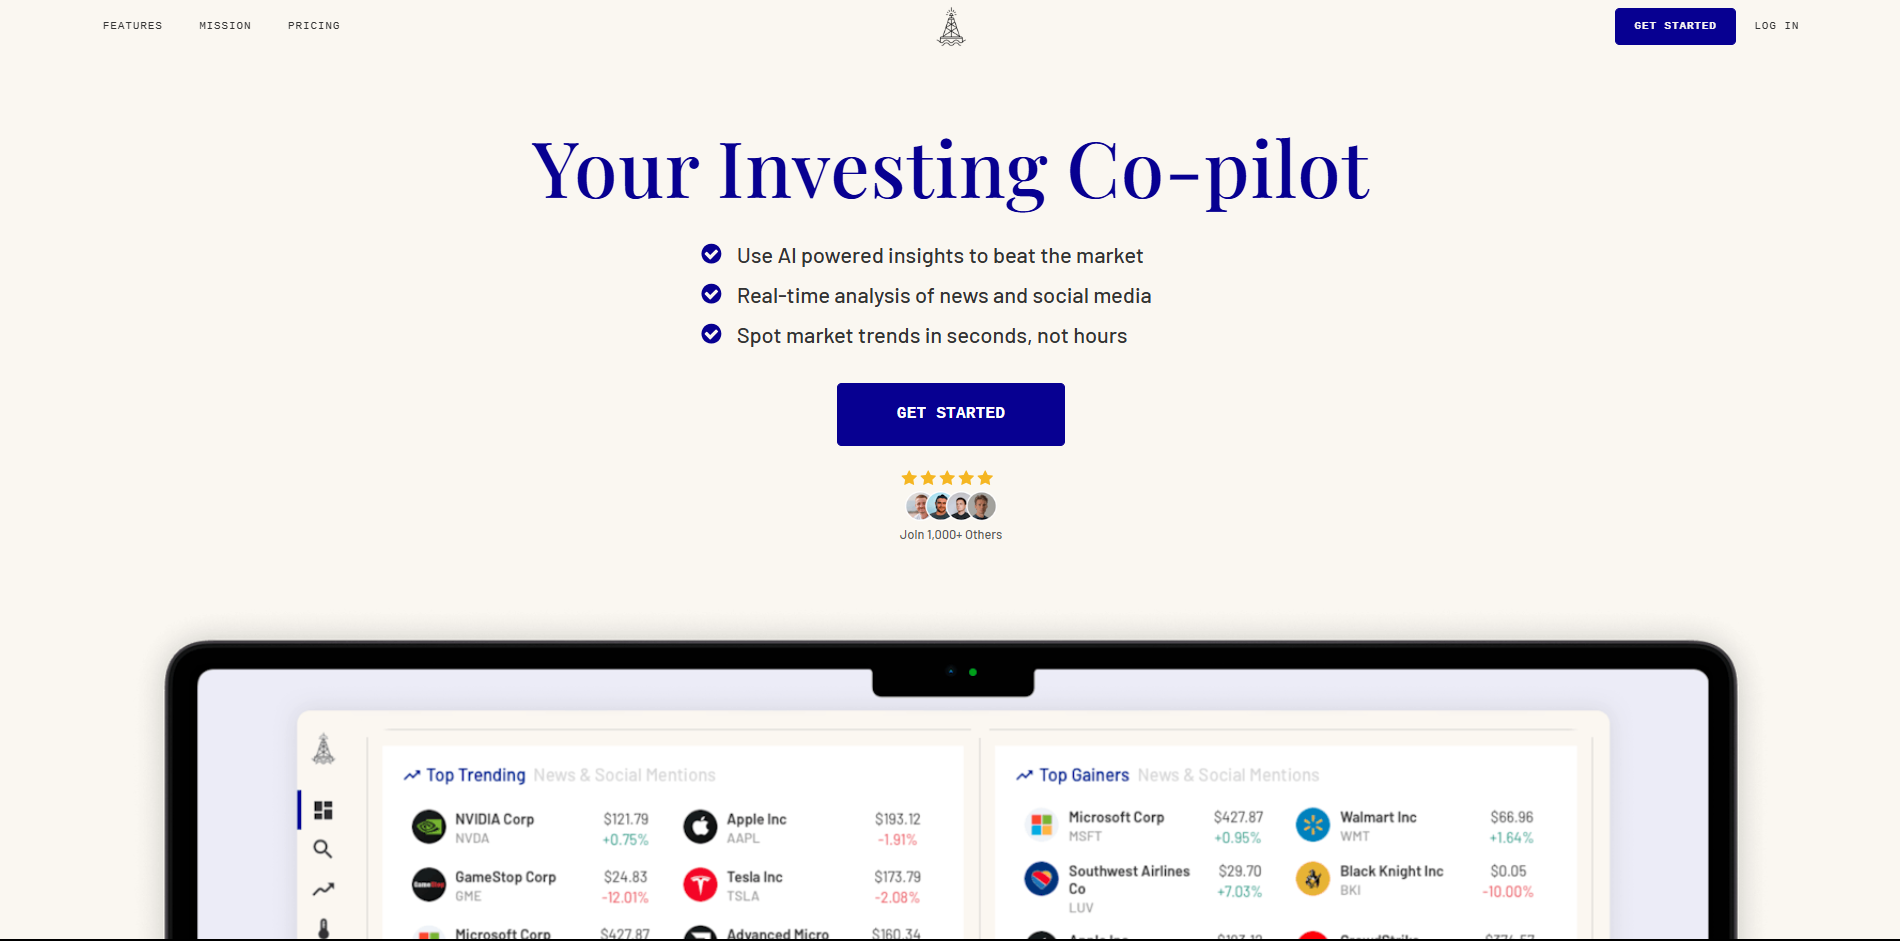 FEATURES
MISSION
PRICING
GET STARTED
LOG IN
Your Investing Co-pilot
Use AI powered insights to beat the market
Real-time analysis of news and social media
Spot market trends in seconds, not hours
GET STARTED
Join 1,000+ Others
Top Trending News & Social Mentions
NVIDIA Corp $121.79
NVDA +0.75%
Apple Inc $193.12
AAPL -1.91%
GameStop Corp $24.83
GME -12.01%
Tesla Inc $173.79
TSLA -2.08%
Microsoft Corp $427.87
Advanced Micro $160.34
Top Gainers News & Social Mentions
Microsoft Corp $427.87
MSFT +0.95%
Walmart Inc $66.96
WMT +1.64%
Southwest Airlines $29.70
Co +7.03%
LUV
Black Knight Inc $0.05
BKI -10.00%
Apple Inc $193.12
CrowdStrike